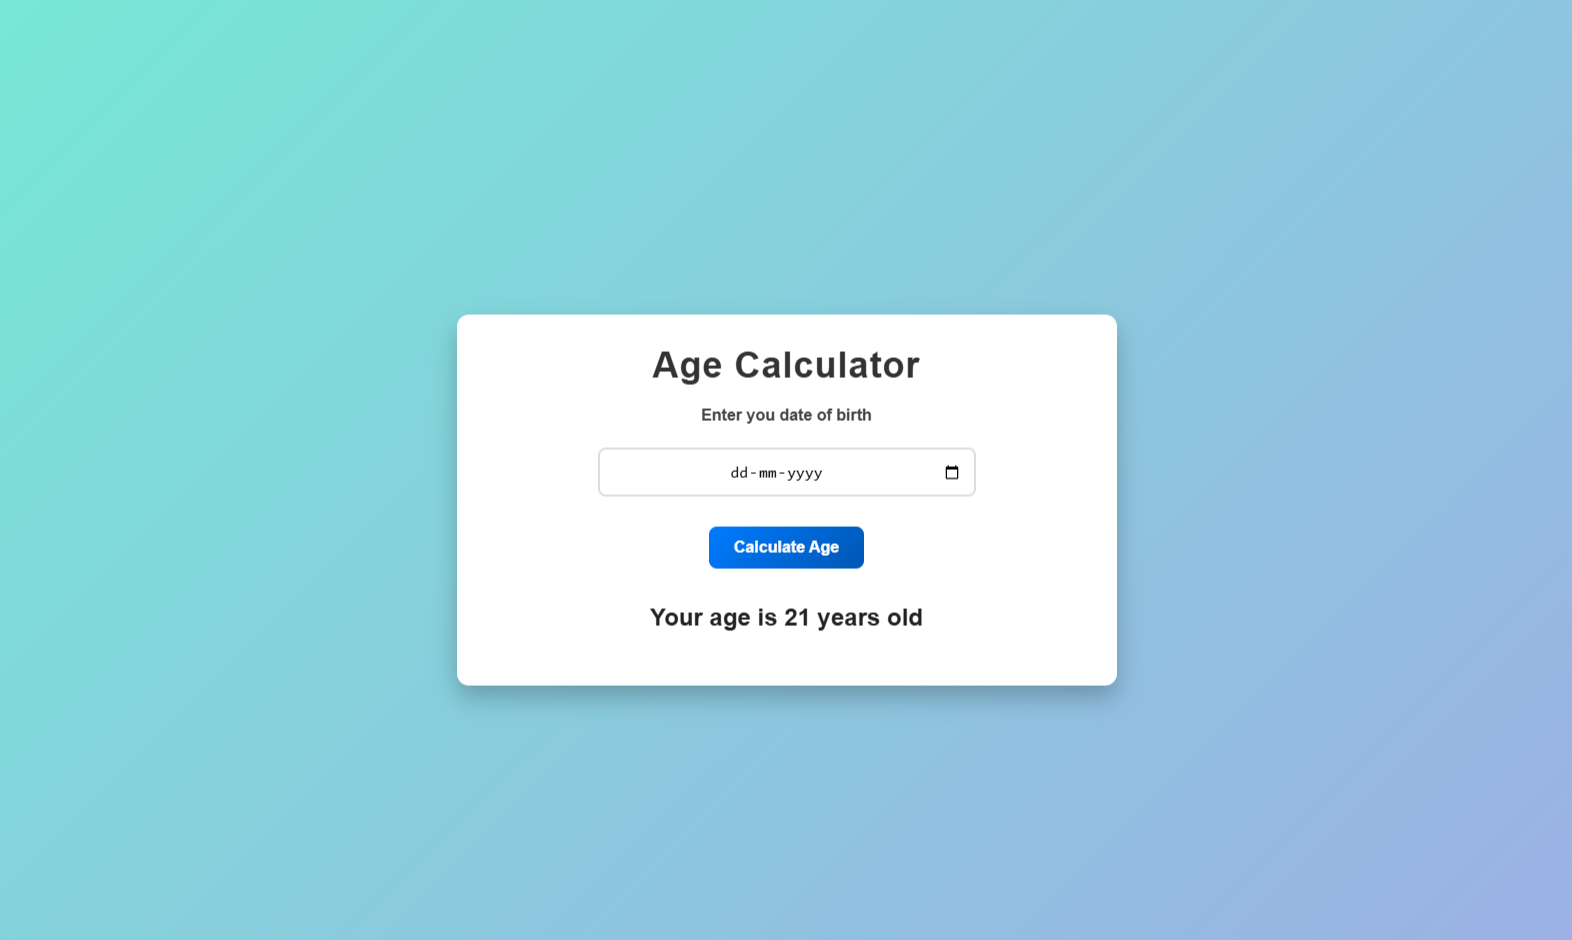 Age Calculator
Enter you date of birth
dd-mm-yyyy
Calculate Age
Your age is 21 years old